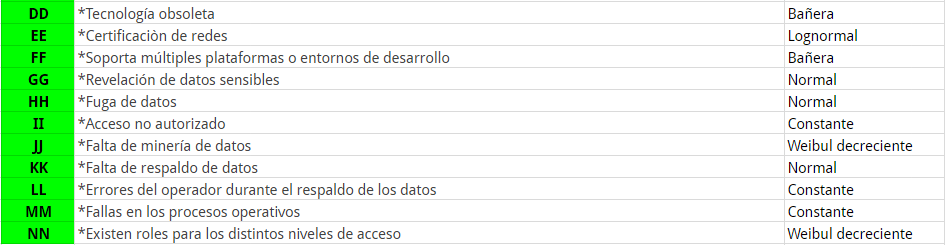 DD *Tecnología obsoleta Bañera
EE *Certificaciòn de redes Lognormal
FF *Soporta múltiples plataformas o entornos de desarrollo Bañera
GG *Revelación de datos sensibles Normal
HH *Fuga de datos Normal
II *Acceso no autorizado Constante
JJ *Falta de minería de datos Weibul decreciente
KK *Falta de respaldo de datos Normal
LL *Errores del operador durante el respaldo de los datos Constante
MM *Fallas en los procesos operativos Constante
NN *Existen roles para los distintos niveles de acceso Weibul decreciente